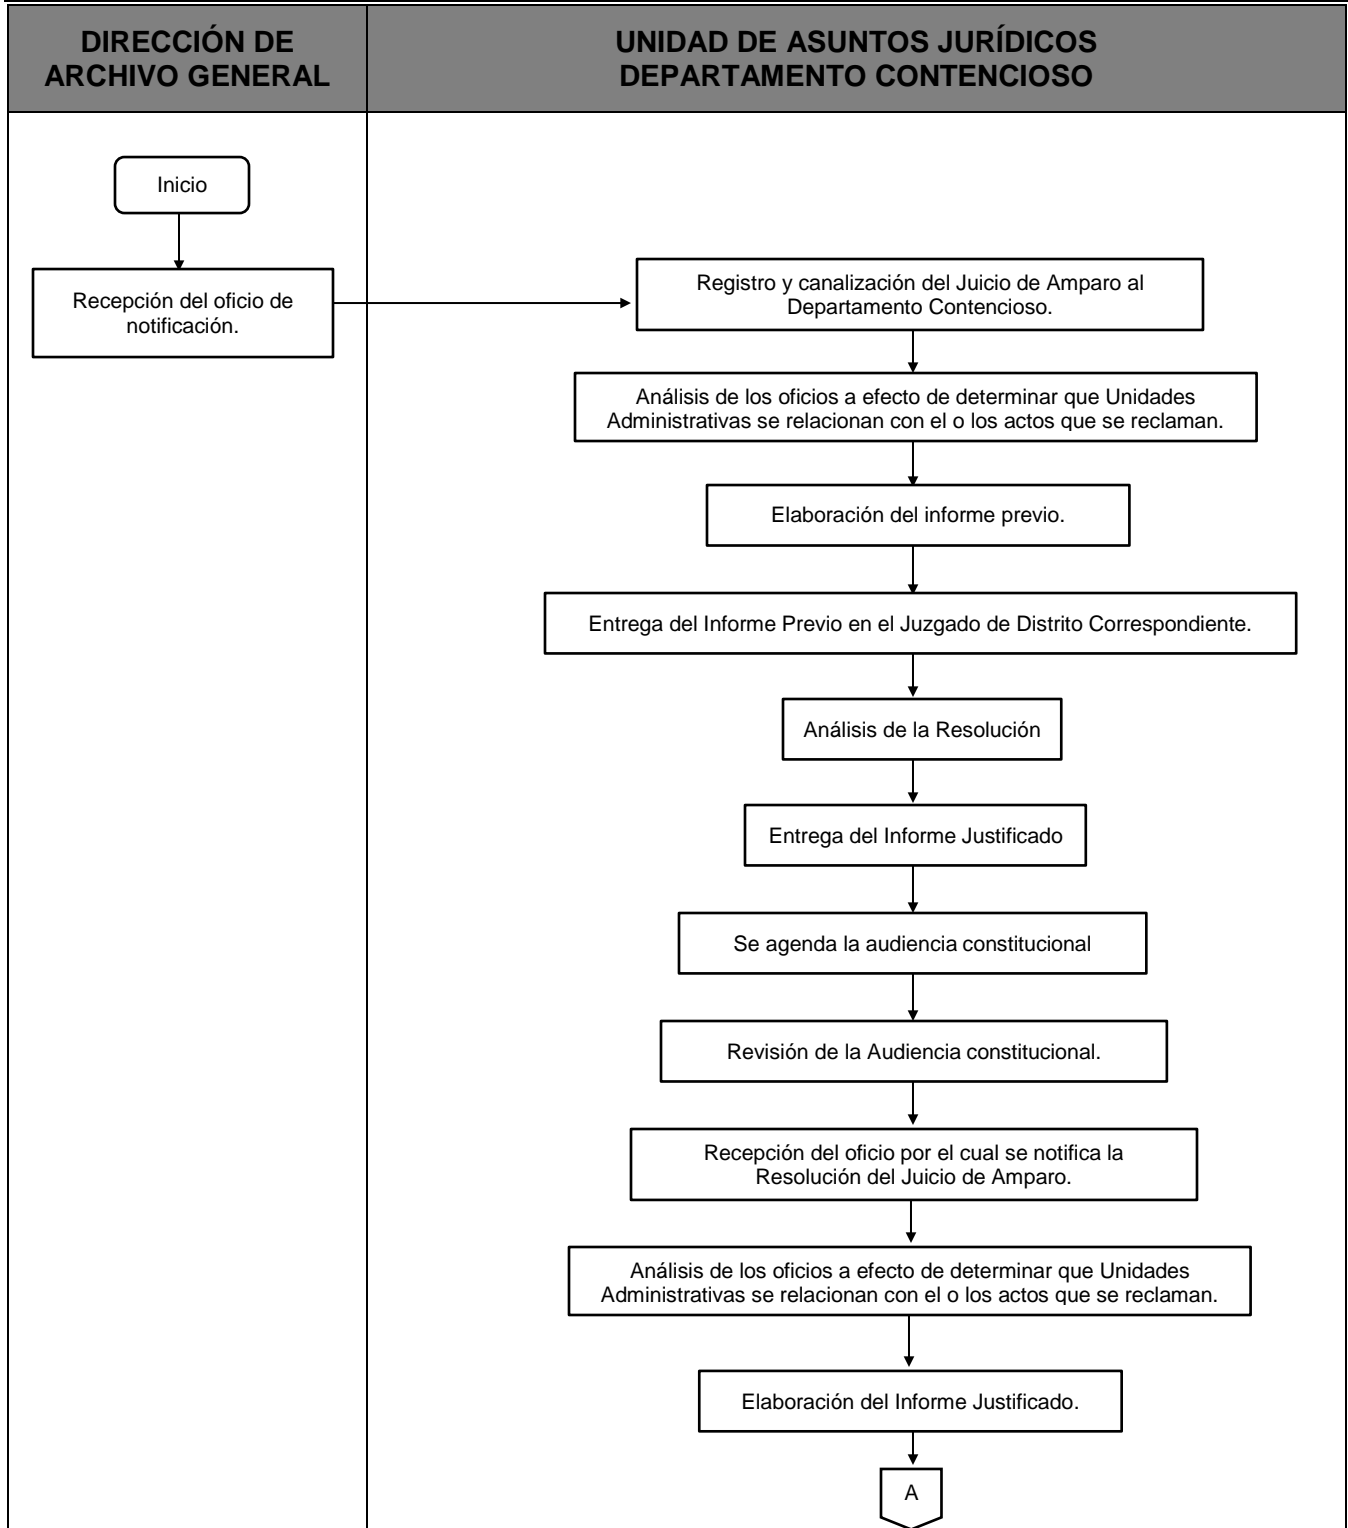 DIRECCIÓN DE
ARCHIVO GENERAL
UNIDAD DE ASUNTOS JURÍDICOS
DEPARTAMENTO CONTENCIOSO
Inicio
Recepción del oficio de
notificación.
Registro y canalización del Juicio de Amparo al
Departamento Contencioso.
Análisis de los oficios a efecto de determinar que Unidades
Administrativas se relacionan con el o los actos que se reclaman.
Elaboración del informe previo.
Entrega del Informe Previo en el Juzgado de Distrito Correspondiente.
Análisis de la Resolución
Entrega del Informe Justificado
Se agenda la audiencia constitucional
Revisión de la Audiencia constitucional.
Recepción del oficio por el cual se notifica la
Resolución del Juicio de Amparo.
Análisis de los oficios a efecto de determinar que Unidades
Administrativas se relacionan con el o los actos que se reclaman.
Elaboración del Informe Justificado.
A